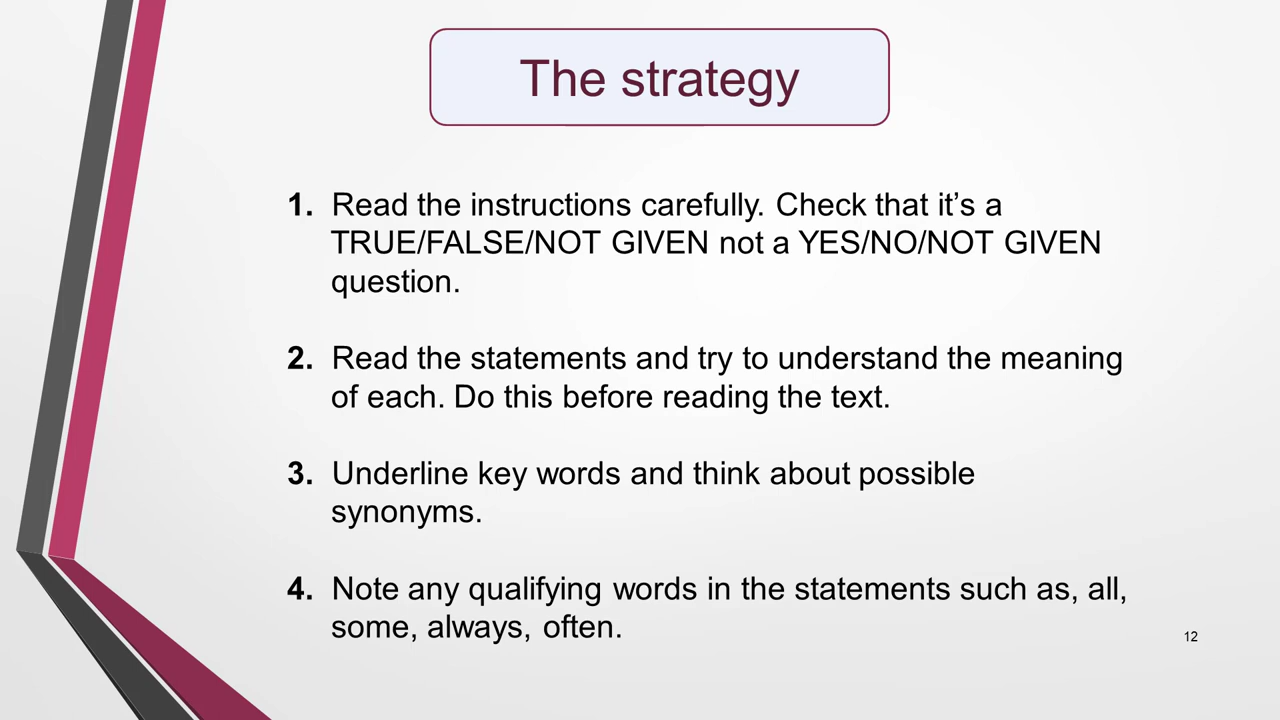 The strategy
1. Read the instructions carefully. Check that it’s a
TRUE/FALSE/NOT GIVEN not a YES/NO/NOT GIVEN
question.
2. Read the statements and try to understand the meaning
of each. Do this before reading the text.
3. Underline key words and think about possible
synonyms.
4. Note any qualifying words in the statements such as, all,
some, always, often.
12